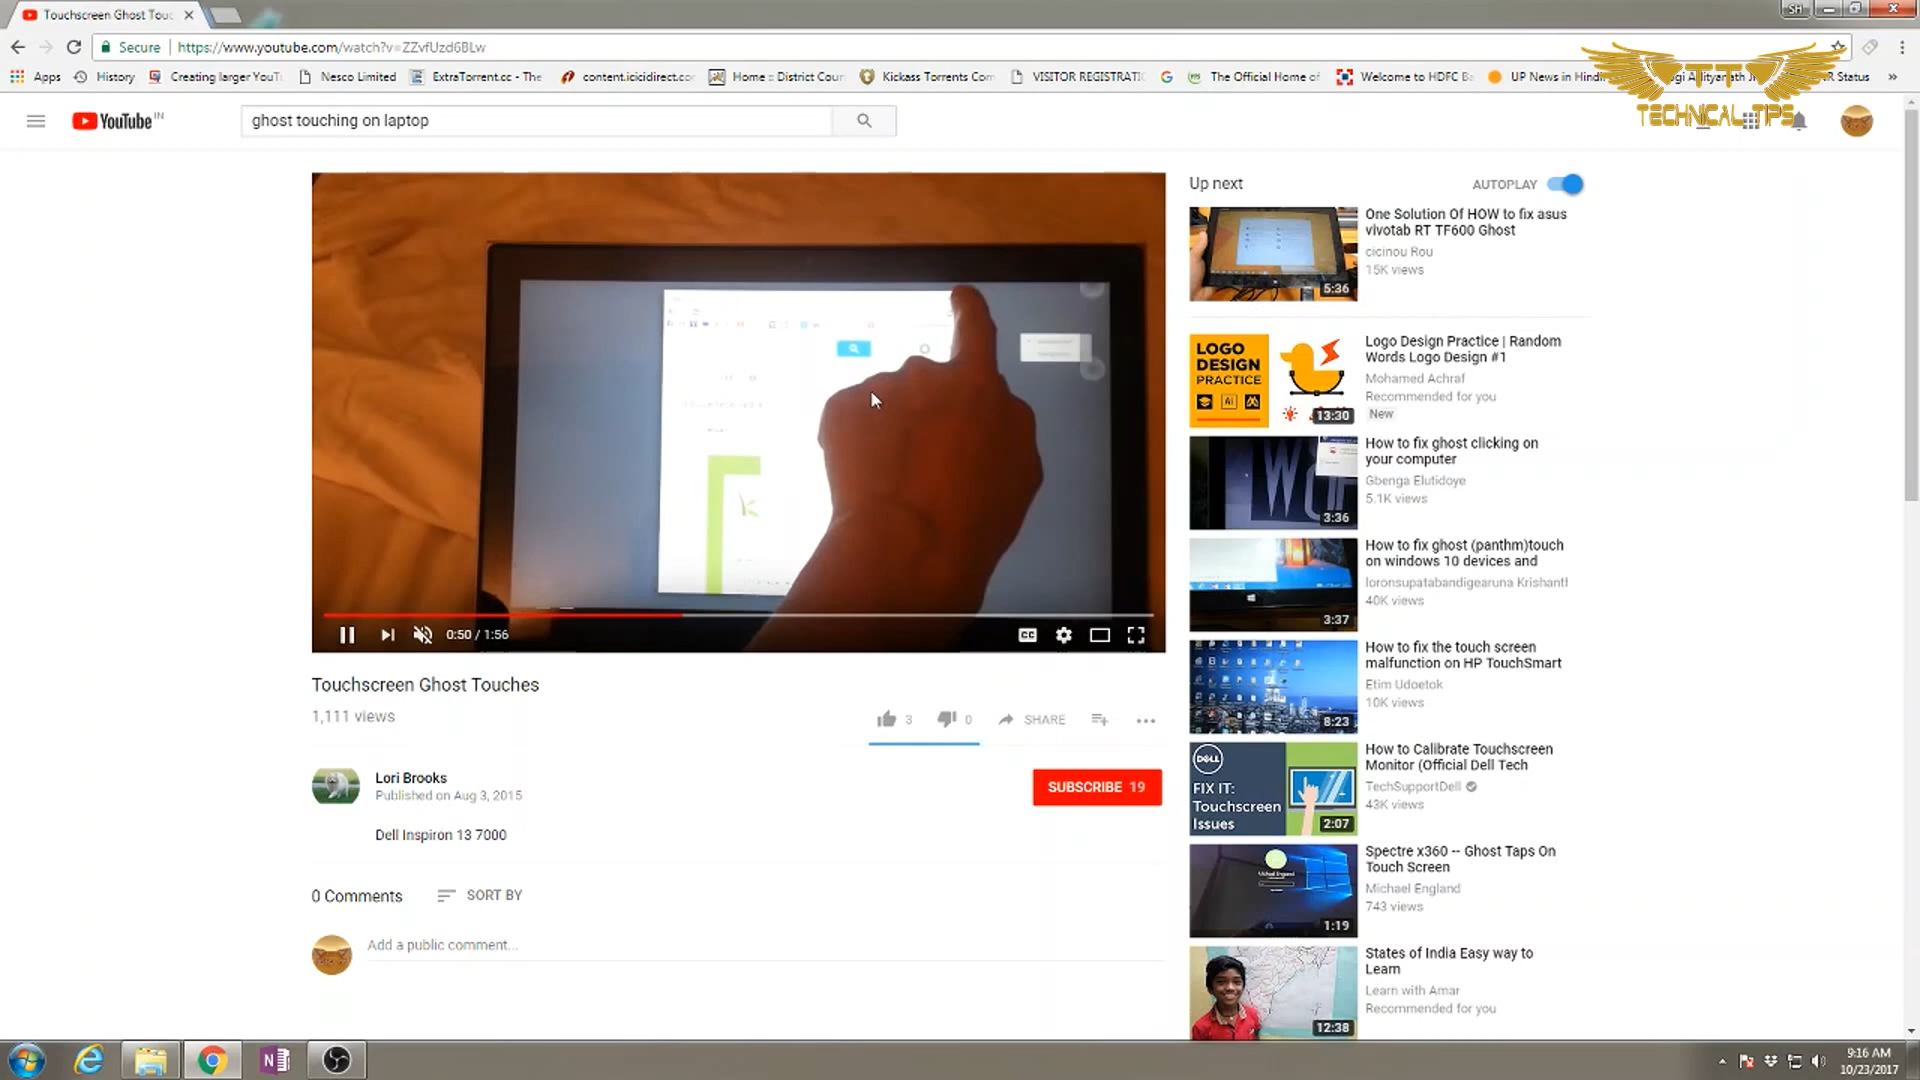 Touchscreen Ghost Touc
SH
Secure
https://www.youtube.com/watch?v=ZZvfUzd6BLw
Apps
History
Creating larger YouTu
Nesco Limited
ExtraTorrent.cc - The
content.icicidirect.co
Home :: District Cour
Kickass Torrents Com
VISITOR REGISTRATIO
The Official Home of
Welcome to HDFC Ba
UP News in Hindi
R Status
TECHNICAL TIPS
YouTube IN
ghost touching on laptop
Up next
AUTOPLAY
One Solution Of HOW to fix asus
vivotab RT TF600 Ghost
cicinou Rou
15K views
5:36
LOGO
DESIGN
PRACTICE
Ai
13:30
Logo Design Practice | Random
Words Logo Design #1
Mohamed Achraf
Recommended for you
New
How to fix ghost clicking on
your computer
Gbenga Elutidoye
5.1K views
3:36
How to fix ghost (panthm)touch
on windows 10 devices and
loronsupatabandigearuna Krishanth
40K views
3:37
How to fix the touch screen
malfunction on HP TouchSmart
Etim Udoetok
10K views
8:23
DELL
FIX IT:
Touchscreen
Issues
2:07
How to Calibrate Touchscreen
Monitor (Official Dell Tech
TechSupportDell
43K views
Spectre x360 -- Ghost Taps On
Touch Screen
Michael England
743 views
1:19
States of India Easy way to
Learn
Learn with Amar
Recommended for you
12:38
0:50 / 1:56
CC
Touchscreen Ghost Touches
1,111 views
3
0
SHARE
Lori Brooks
Published on Aug 3, 2015
SUBSCRIBE 19
Dell Inspiron 13 7000
0 Comments
SORT BY
Add a public comment...
9:16 AM
10/23/2017